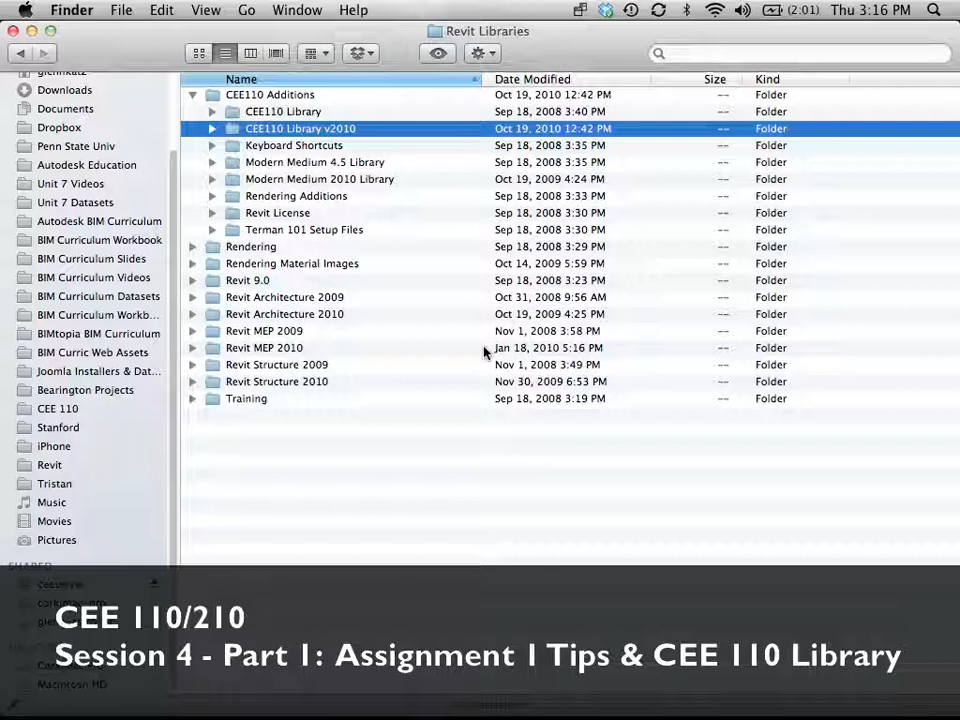 Finder File Edit View Go Window Help (2:01) Thu 3:16 PM
Revit Libraries
Name Date Modified Size Kind
glennkatz
Downloads
Documents
Dropbox
Penn State Univ
Autodesk Education
Unit 7 Videos
Unit 7 Datasets
Autodesk BIM Curriculum
BIM Curriculum Workbook
BIM Curriculum Slides
BIM Curriculum Videos
BIM Curriculum Datasets
BIM Curriculum Workb...
BIMtopia BIM Curriculum
BIM Curric Web Assets
Joomla Installers & Dat...
Bearington Projects
CEE 110
Stanford
iPhone
Revit
Tristan
Music
Movies
Pictures
SHARED
Macintosh HD
CEE110 Additions Oct 19, 2010 12:42 PM -- Folder
CEE110 Library Sep 18, 2008 3:40 PM -- Folder
CEE110 Library v2010 Oct 19, 2010 12:42 PM -- Folder
Keyboard Shortcuts Sep 18, 2008 3:35 PM -- Folder
Modern Medium 4.5 Library Sep 18, 2008 3:35 PM -- Folder
Modern Medium 2010 Library Oct 19, 2009 4:24 PM -- Folder
Rendering Additions Sep 18, 2008 3:33 PM -- Folder
Revit License Sep 18, 2008 3:30 PM -- Folder
Terman 101 Setup Files Sep 18, 2008 3:30 PM -- Folder
Rendering Sep 18, 2008 3:29 PM -- Folder
Rendering Material Images Oct 14, 2009 5:59 PM -- Folder
Revit 9.0 Sep 18, 2008 3:23 PM -- Folder
Revit Architecture 2009 Oct 31, 2008 9:56 AM -- Folder
Revit Architecture 2010 Oct 19, 2009 4:25 PM -- Folder
Revit MEP 2009 Nov 1, 2008 3:58 PM -- Folder
Revit MEP 2010 Jan 18, 2010 5:16 PM -- Folder
Revit Structure 2009 Nov 1, 2008 3:49 PM -- Folder
Revit Structure 2010 Nov 30, 2009 6:53 PM -- Folder
Training Sep 18, 2008 3:19 PM -- Folder
CEE 110/210
Session 4 - Part 1: Assignment 1 Tips & CEE 110 Library